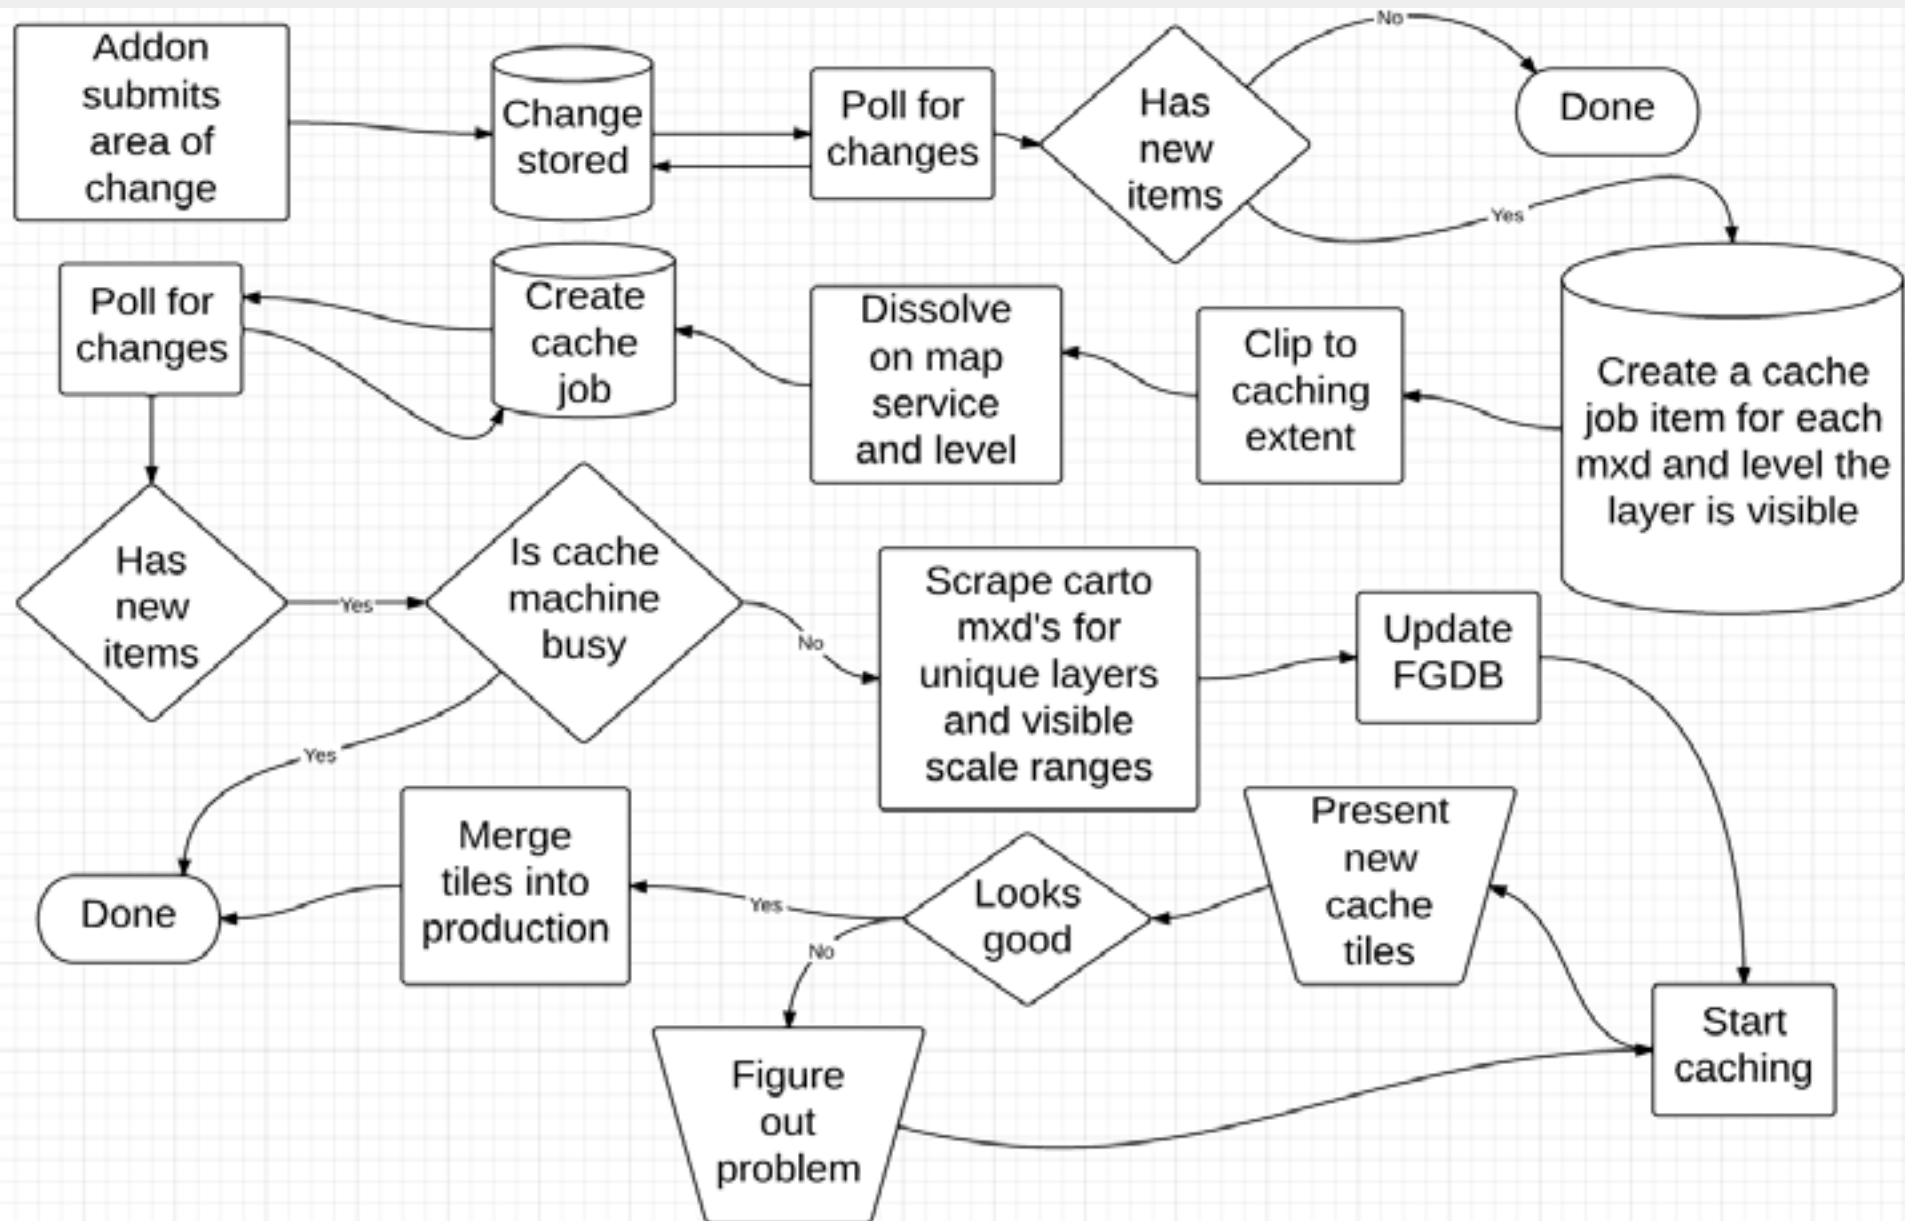 Addon
submits
area of
change
Change
stored
Poll for
changes
Has
new
items
No
Done
Yes
Poll for
changes
Create
cache
job
Dissolve
on map
service
and level
Clip to
caching
extent
Create a cache
job item for each
mxd and level the
layer is visible
Has
new
items
Yes
Is cache
machine
busy
No
Scrape carto
mxd's for
unique layers
and visible
scale ranges
Update
FGDB
Yes
Done
Merge
tiles into
production
Yes
Looks
good
No
Present
new
cache
tiles
Start
caching
Figure
out
problem